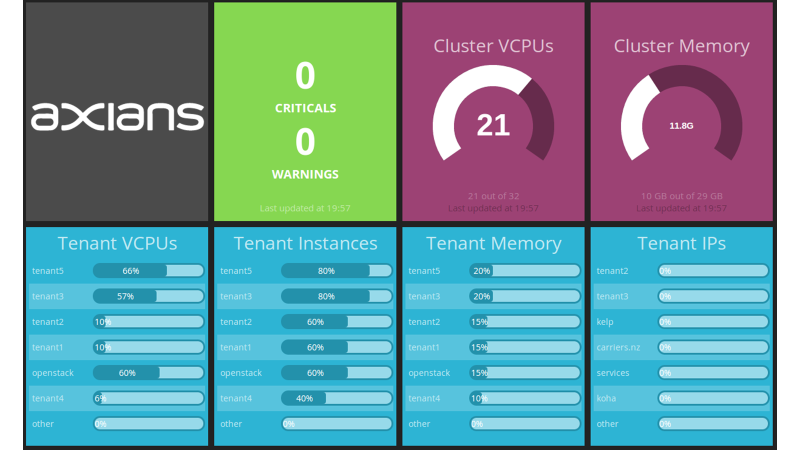 axians
0
CRITICALS
0
WARNINGS
Last updated at 19:57
Cluster VCPUs
21
21 out of 32
Last updated at 19:57
Cluster Memory
11.8G
10 GB out of 29 GB
Last updated at 19:57
Tenant VCPUs
tenant5 66%
tenant3 57%
tenant2 10%
tenant1 10%
openstack 60%
tenant4 6%
other 0%
Tenant Instances
tenant5 80%
tenant3 80%
tenant2 60%
tenant1 60%
openstack 60%
tenant4 40%
other 0%
Tenant Memory
tenant5 20%
tenant3 20%
tenant2 15%
tenant1 15%
openstack 15%
tenant4 10%
other 0%
Tenant IPs
tenant2 0%
tenant3 0%
kelp 0%
carriers.nz 0%
services 0%
koha 0%
other 0%